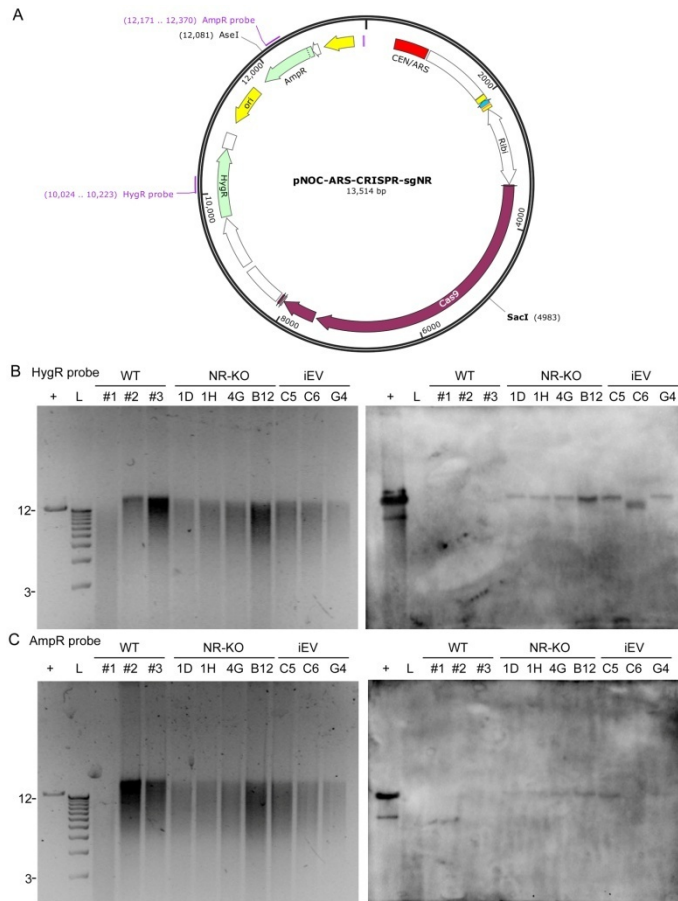 A
(12,171 .. 12,370) AmpR probe
(12,081) AseI
12,000
AmpR
CEN/ARS
2000
ori
Ribi
pNOC-ARS-CRISPR-sgNR
13,514 bp
(10,024 .. 10,223) HygR probe
10,000
HygR
4000
Cas9
SacI (4983)
8000
6000
B HygR probe
WT NR-KO iEV WT NR-KO iEV
+ L #1 #2 #3 1D 1H 4G B12 C5 C6 G4 + L #1 #2 #3 1D 1H 4G B12 C5 C6 G4
12-
3-
C AmpR probe
WT NR-KO iEV WT NR-KO iEV
+ L #1 #2 #3 1D 1H 4G B12 C5 C6 G4 + L #1 #2 #3 1D 1H 4G B12 C5 C6 G4
12-
3-